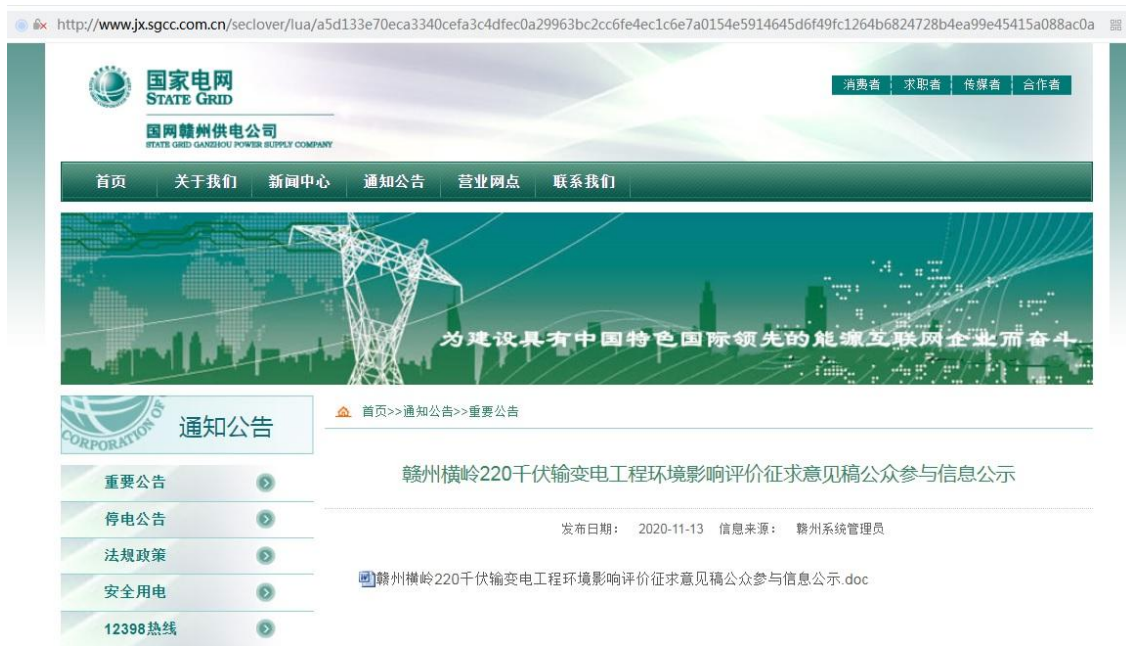 http://www.jx.sgcc.com.cn/seclover/lua/a5d133e70eca3340cefa3c4dfec0a29963bc2cc6fe4ec1c6e7a0154e5914645d6f49fc1264b6824728b4ea99e45415a088ac0a
国家电网
STATE GRID
国网赣州供电公司
STATE GRID GANZHOU POWER SUPPLY COMPANY
消费者 求职者 传媒者 合作者
首页 关于我们 新闻中心 通知公告 营业网点 联系我们
为建设具有中国特色国际领先的能源互联网企业而奋斗
CORPORATION OF
通知公告
首页>>通知公告>>重要公告
重要公告
停电公告
法规政策
安全用电
12398热线
赣州横岭220千伏输变电工程环境影响评价征求意见稿公众参与信息公示
发布日期： 2020-11-13 信息来源： 赣州系统管理员
赣州横岭220千伏输变电工程环境影响评价征求意见稿公众参与信息公示.doc